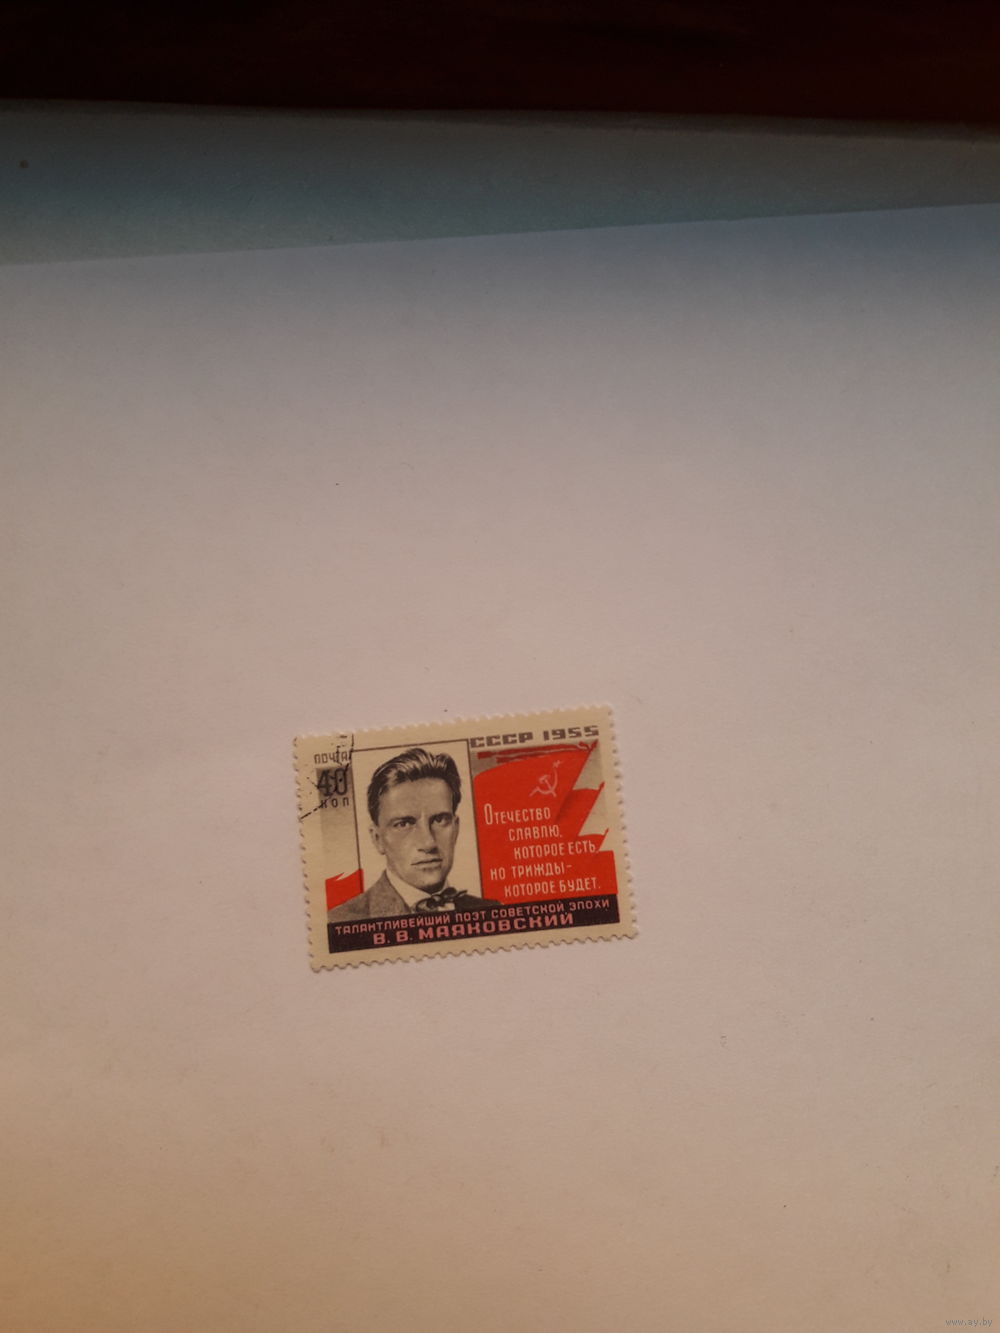 СССР 1955
ПОЧТА
40
КОП
Отечество
славлю,
которое есть,
но трижды-
которое будет.
ТАЛАНТЛИВЕЙШИЙ ПОЭТ СОВЕТСКОЙ ЭПОХИ
В. В. МАЯКОВСКИЙ
www.ay.by